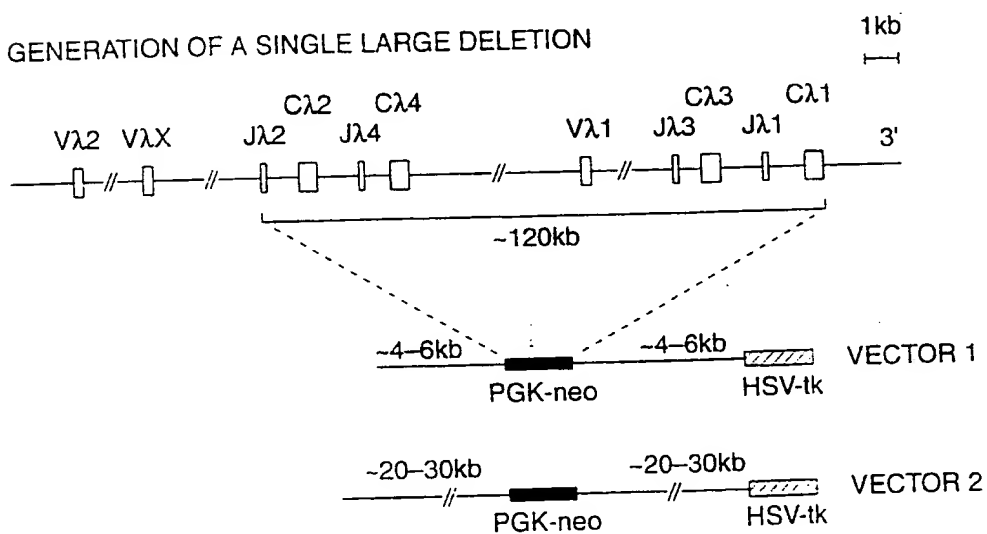 1kb
GENERATION OF A SINGLE LARGE DELETION
Cλ2 Cλ4 Cλ3 Cλ1
Vλ2 VλX Jλ2 Jλ4 Vλ1 Jλ3 Jλ1 3'
~120kb
~4–6kb ~4–6kb VECTOR 1
PGK-neo HSV-tk
~20–30kb ~20–30kb VECTOR 2
PGK-neo HSV-tk